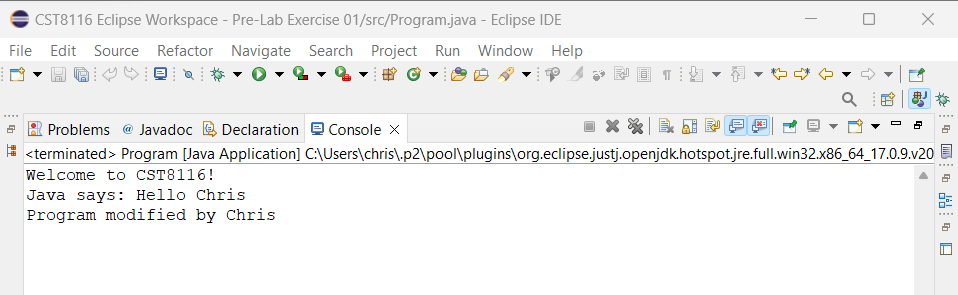 CST8116 Eclipse Workspace - Pre-Lab Exercise 01/src/Program.java - Eclipse IDE
File Edit Source Refactor Navigate Search Project Run Window Help
Problems @ Javadoc Declaration Console
<terminated> Program [Java Application] C:\Users\chris\.p2\pool\plugins\org.eclipse.justj.openjdk.hotspot.jre.full.win32.x86_64_17.0.9.v20
Welcome to CST8116!
Java says: Hello Chris
Program modified by Chris